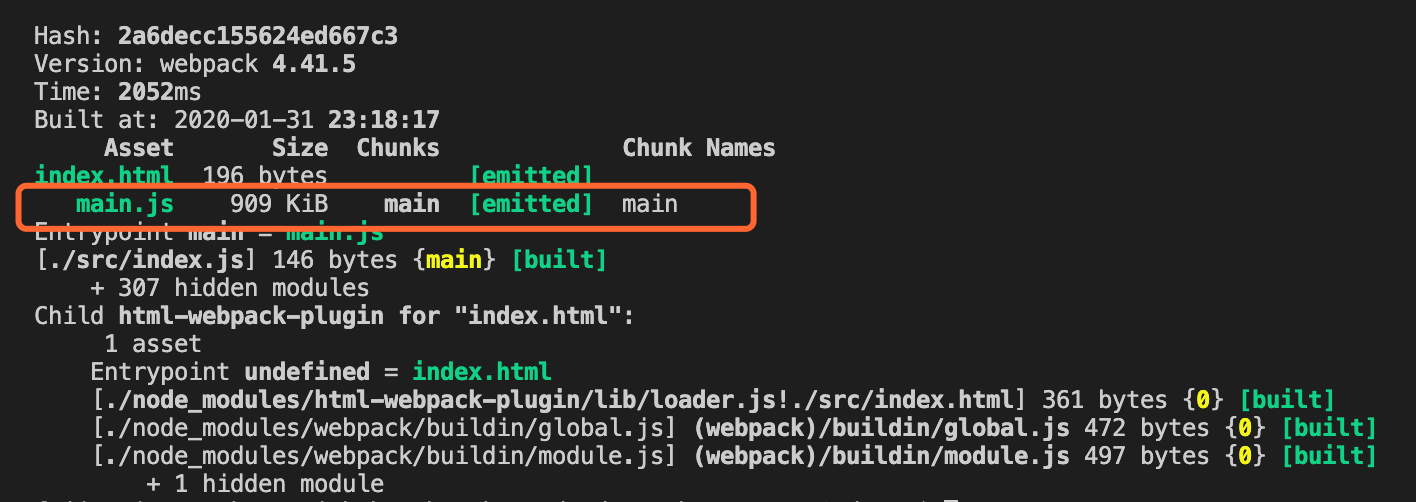 Hash: 2a6decc155624ed667c3
Version: webpack 4.41.5
Time: 2052ms
Built at: 2020-01-31 23:18:17
Asset Size Chunks Chunk Names
index.html 196 bytes [emitted]
main.js 909 KiB main [emitted] main
Entrypoint main = main.js
[./src/index.js] 146 bytes {main} [built]
+ 307 hidden modules
Child html-webpack-plugin for "index.html":
1 asset
Entrypoint undefined = index.html
[./node_modules/html-webpack-plugin/lib/loader.js!./src/index.html] 361 bytes {0} [built]
[./node_modules/webpack/buildin/global.js] (webpack)/buildin/global.js 472 bytes {0} [built]
[./node_modules/webpack/buildin/module.js] (webpack)/buildin/module.js 497 bytes {0} [built]
+ 1 hidden module